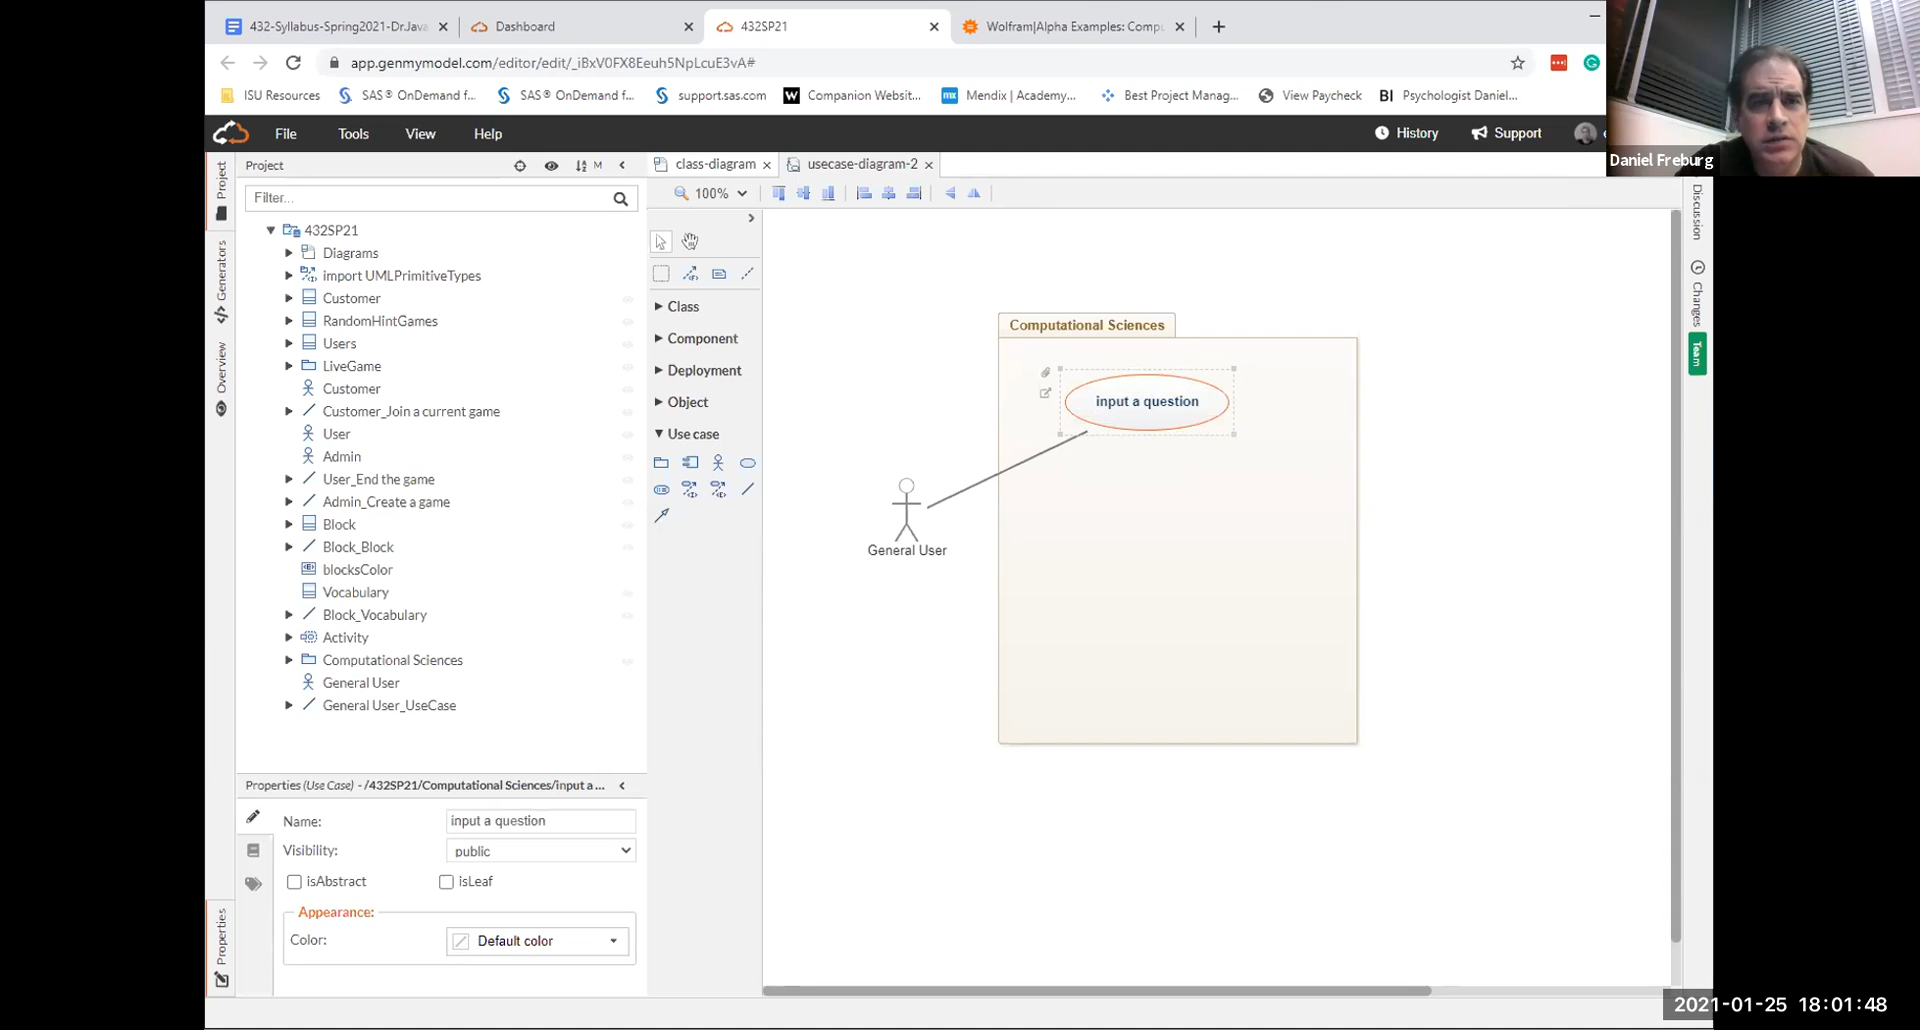 432-Syllabus-Spring2021-DrJava
Dashboard
432SP21
Wolfram|Alpha Examples: Compu
app.genmymodel.com/editor/edit/_iBxV0FX8Eeuh5NpLcuE3vA#
ISU Resources
SAS® OnDemand f...
SAS® OnDemand f...
support.sas.com
Companion Websit...
Mendix | Academy...
Best Project Manag...
View Paycheck
BI Psychologist Daniel...
File Tools View Help
History
Support
Daniel Freburg
Project
Generators
Overview
Properties
Project
M
Filter...
432SP21
Diagrams
import UMLPrimitiveTypes
Customer
RandomHintGames
Users
LiveGame
Customer
Customer_Join a current game
User
Admin
User_End the game
Admin_Create a game
Block
Block_Block
blocksColor
Vocabulary
Block_Vocabulary
Activity
Computational Sciences
General User
General User_UseCase
Properties (Use Case) - /432SP21/Computational Sciences/input a ...
Name: input a question
Visibility: public
isAbstract isLeaf
Appearance:
Color: Default color
class-diagram
usecase-diagram-2
100%
Class
Component
Deployment
Object
Use case
Computational Sciences
input a question
General User
Discussion
Changes
Team
2021-01-25 18:01:48